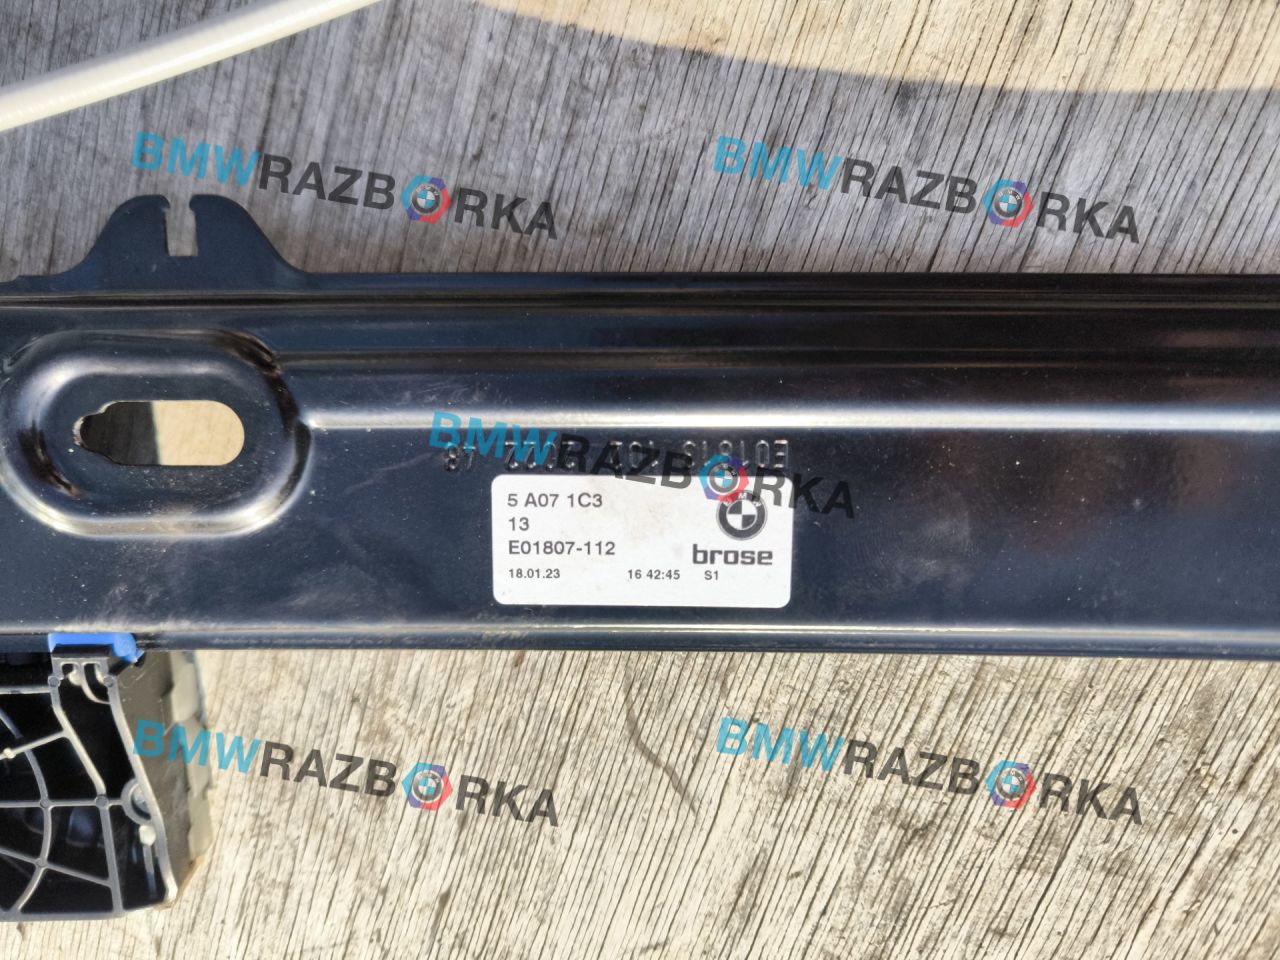 BMWRAZBORKA
BMWRAZBORKA
BMWRAZBORKA
5 A07 1C3
13
E01807-112
brose
18.01.23 16 42:45 S1
BMWRAZBORKA
BMWRAZBORKA